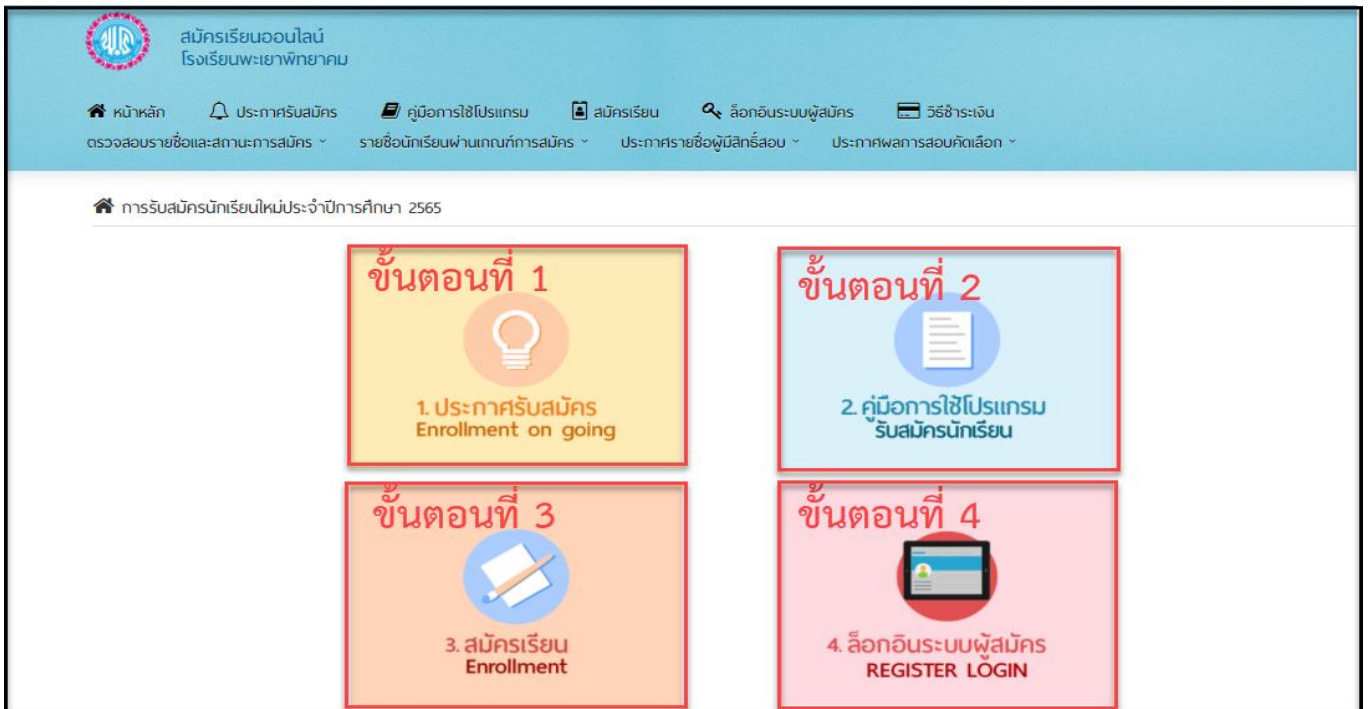 พ.ย.
สมัครเรียนออนไลน์
โรงเรียนพะเยาพิทยาคม
หน้าหลัก ประกาศรับสมัคร คู่มือการใช้โปรแกรม สมัครเรียน ล็อกอินระบบผู้สมัคร วิธีชำระเงิน
ตรวจสอบรายชื่อและสถานะการสมัคร รายชื่อนักเรียนผ่านเกณฑ์การสมัคร ประกาศรายชื่อผู้มีสิทธิ์สอบ ประกาศผลการสอบคัดเลือก
การรับสมัครนักเรียนใหม่ประจำปีการศึกษา 2565
ขั้นตอนที่ 1
1. ประกาศรับสมัคร
Enrollment on going
ขั้นตอนที่ 2
2. คู่มือการใช้โปรแกรม
รับสมัครนักเรียน
ขั้นตอนที่ 3
3. สมัครเรียน
Enrollment
ขั้นตอนที่ 4
4. ล็อกอินระบบผู้สมัคร
REGISTER LOGIN